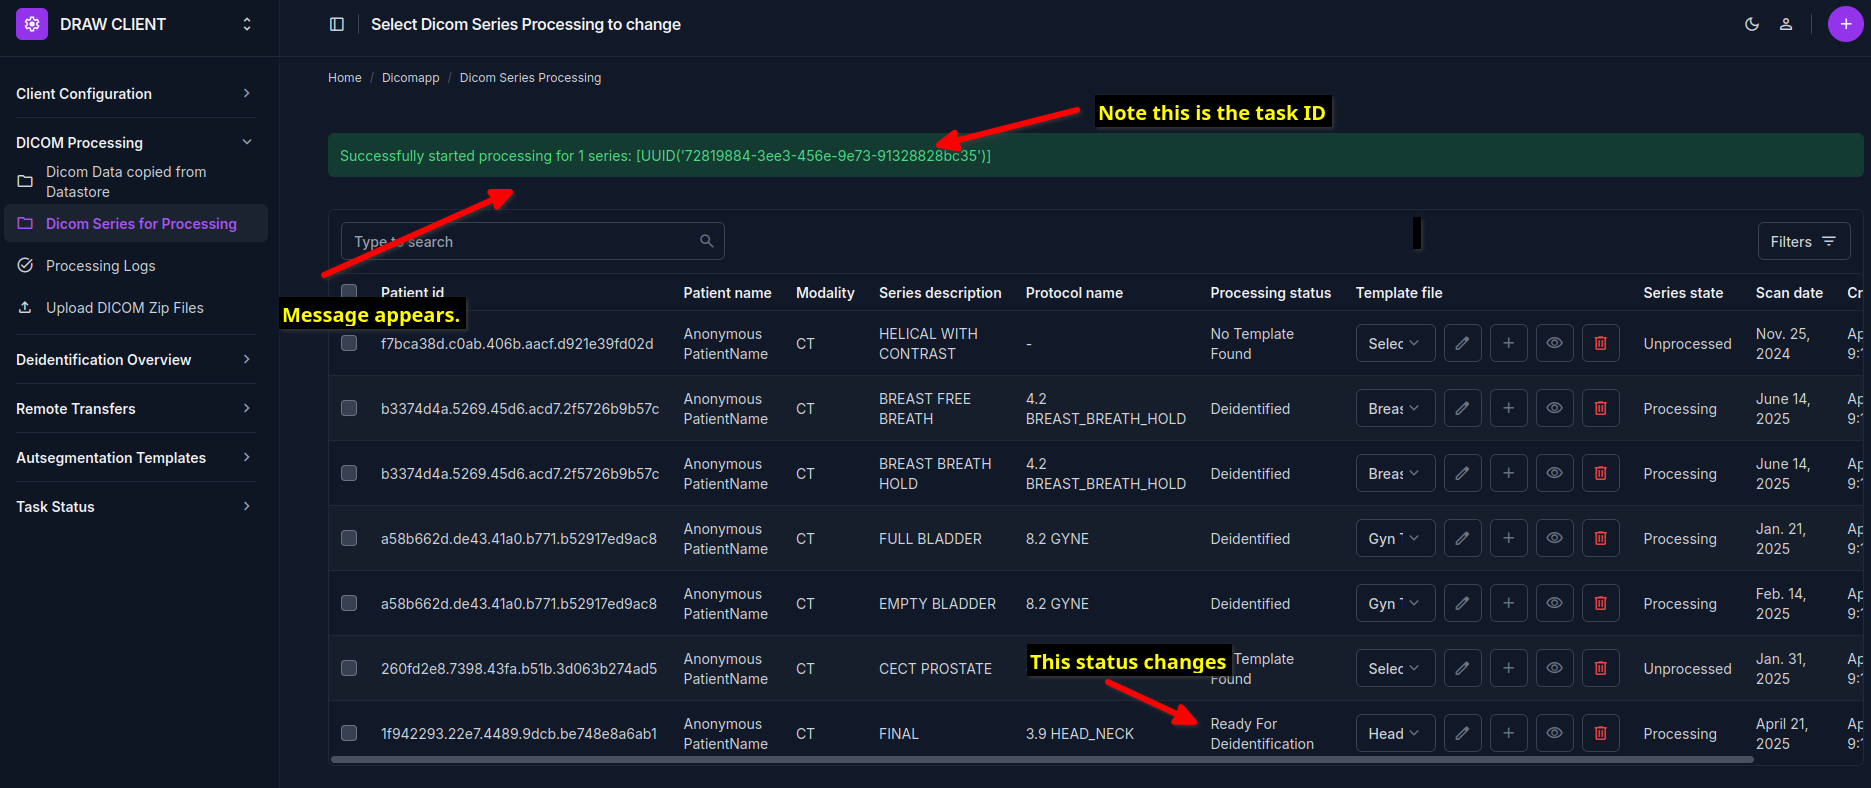 DRAW CLIENT
Select Dicom Series Processing to change
Home / Dicomapp / Dicom Series Processing
Client Configuration
DICOM Processing
Dicom Data copied from
Datastore
Dicom Series for Processing
Processing Logs
Upload DICOM Zip Files
Deidentification Overview
Remote Transfers
Autsegmentation Templates
Task Status
Note this is the task ID
Successfully started processing for 1 series: [UUID('72819884-3ee3-456e-9e73-91328828bc35')]
Type to search
Filters
Message appears.
Patient id Patient name Modality Series description Protocol name Processing status Template file Series state Scan date Cr
f7bca38d.c0ab.406b.aacf.d921e39fd02d Anonymous PatientName CT HELICAL WITH CONTRAST - No Template Found Selec Unprocessed Nov. 25, 2024 Ap 9:
b3374d4a.5269.45d6.acd7.2f5726b9b57c Anonymous PatientName CT BREAST FREE BREATH 4.2 BREAST_BREATH_HOLD Deidentified Breas Processing June 14, 2025 Ap 9:
b3374d4a.5269.45d6.acd7.2f5726b9b57c Anonymous PatientName CT BREAST BREATH HOLD 4.2 BREAST_BREATH_HOLD Deidentified Breas Processing June 14, 2025 Ap 9:
a58b662d.de43.41a0.b771.b52917ed9ac8 Anonymous PatientName CT FULL BLADDER 8.2 GYNE Deidentified Gyn Processing Jan. 21, 2025 Ap 9:
a58b662d.de43.41a0.b771.b52917ed9ac8 Anonymous PatientName CT EMPTY BLADDER 8.2 GYNE Deidentified Gyn Processing Feb. 14, 2025 Ap 9:
260fd2e8.7398.43fa.b51b.3d063b274ad5 Anonymous PatientName CT CECT PROSTATE Template Found Selec Unprocessed Jan. 31, 2025 Ap 9:
This status changes
1f942293.22e7.4489.9dcb.be748e8a6ab1 Anonymous PatientName CT FINAL 3.9 HEAD_NECK Ready For Deidentification Head Processing April 21, 2025 Ap 9: